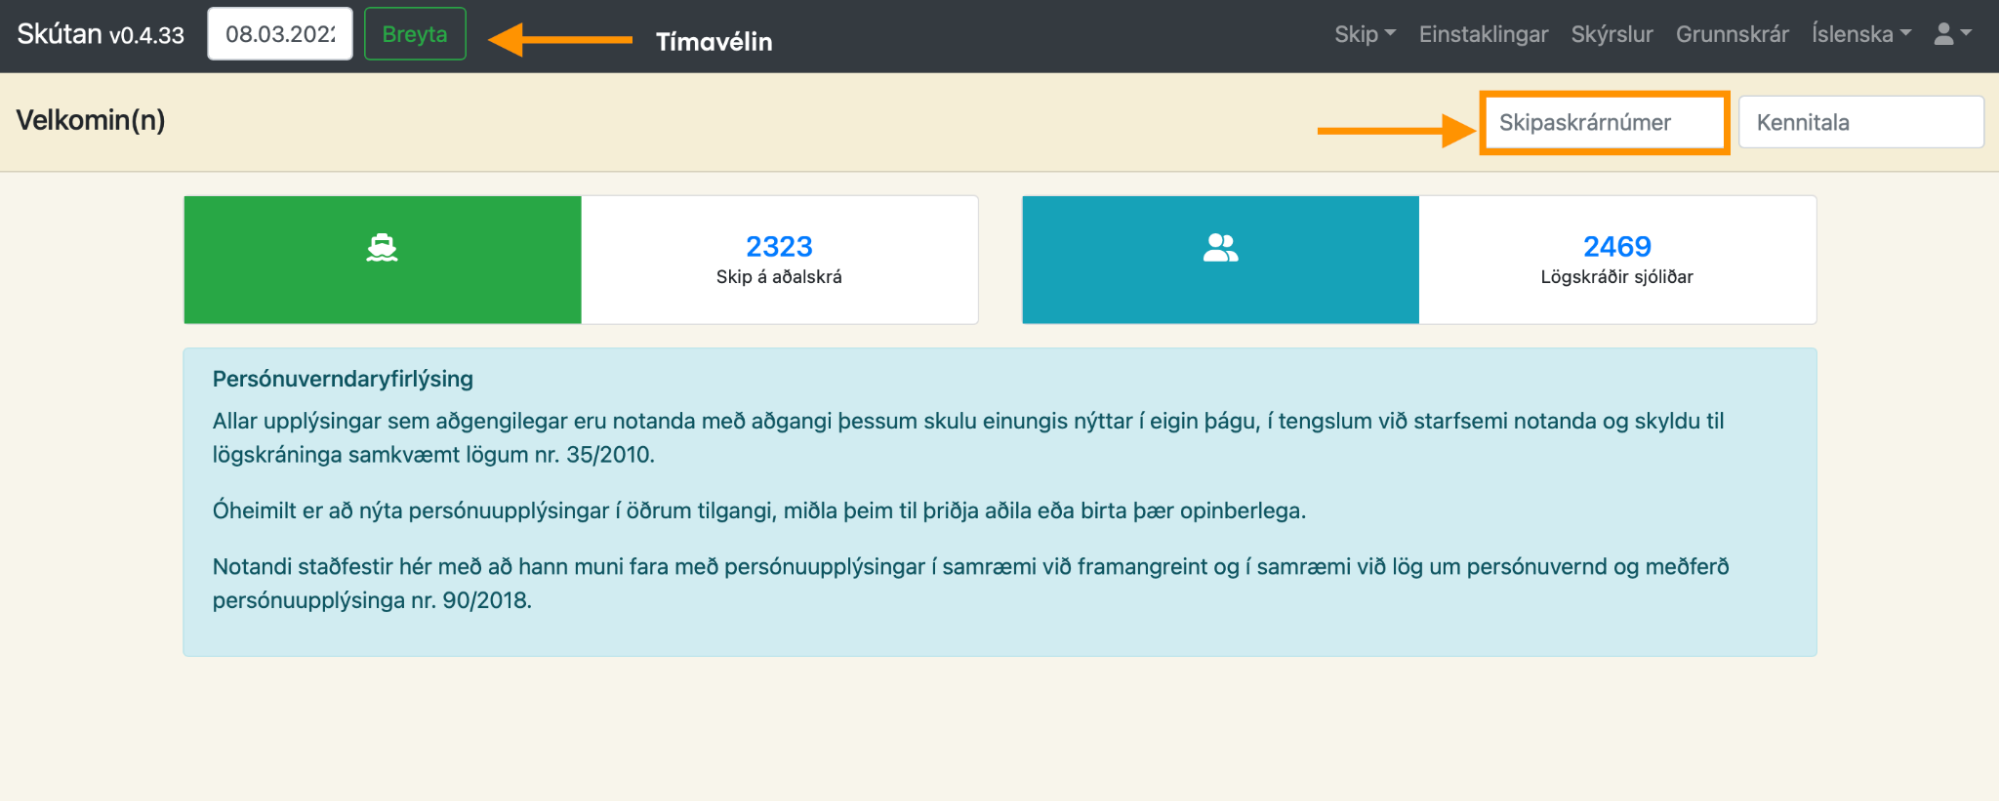 Skútan v0.4.33
08.03.202
Breyta
Tímavélin
Skip
Einstaklingar
Skýrslur
Grunnskrár
Íslenska
Velkomin(n)
Skipaskrárnúmer
Kennitala
2323
Skip á aðalskrá
2469
Lögskráðir sjóliðar
Persónuverndaryfirlýsing
Allar upplýsingar sem aðgengilegar eru notanda með aðgangi þessum skulu einungis nýttar í eigin þágu, í tengslum við starfsemi notanda og skyldu til
lögskráninga samkvæmt lögum nr. 35/2010.
Óheimilt er að nýta persónuupplýsingar í öðrum tilgangi, miðla þeim til þriðja aðila eða birta þær opinberlega.
Notandi staðfestir hér með að hann muni fara með persónuupplýsingar í samræmi við framangreint og í samræmi við lög um persónuvernd og meðferð
persónuupplýsinga nr. 90/2018.